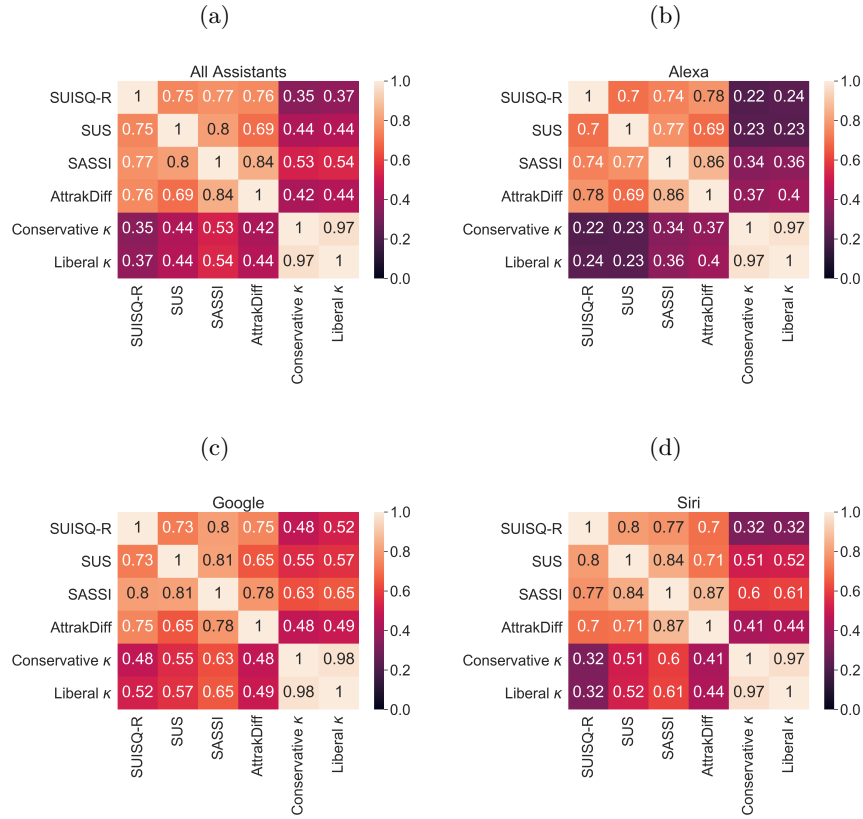 (a)
All Assistants
SUISQ-R 1 0.75 0.77 0.76 0.35 0.37
SUS 0.75 1 0.8 0.69 0.44 0.44
SASSI 0.77 0.8 1 0.84 0.53 0.54
AttrakDiff 0.76 0.69 0.84 1 0.42 0.44
Conservative κ 0.35 0.44 0.53 0.42 1 0.97
Liberal κ 0.37 0.44 0.54 0.44 0.97 1
SUISQ-R SUS SASSI AttrakDiff Conservative κ Liberal κ
1.0
0.8
0.6
0.4
0.2
0.0
(b)
Alexa
SUISQ-R 1 0.7 0.74 0.78 0.22 0.24
SUS 0.7 1 0.77 0.69 0.23 0.23
SASSI 0.74 0.77 1 0.86 0.34 0.36
AttrakDiff 0.78 0.69 0.86 1 0.37 0.4
Conservative κ 0.22 0.23 0.34 0.37 1 0.97
Liberal κ 0.24 0.23 0.36 0.4 0.97 1
SUISQ-R SUS SASSI AttrakDiff Conservative κ Liberal κ
1.0
0.8
0.6
0.4
0.2
0.0
(c)
Google
SUISQ-R 1 0.73 0.8 0.75 0.48 0.52
SUS 0.73 1 0.81 0.65 0.55 0.57
SASSI 0.8 0.81 1 0.78 0.63 0.65
AttrakDiff 0.75 0.65 0.78 1 0.48 0.49
Conservative κ 0.48 0.55 0.63 0.48 1 0.98
Liberal κ 0.52 0.57 0.65 0.49 0.98 1
SUISQ-R SUS SASSI AttrakDiff Conservative κ Liberal κ
1.0
0.8
0.6
0.4
0.2
0.0
(d)
Siri
SUISQ-R 1 0.8 0.77 0.7 0.32 0.32
SUS 0.8 1 0.84 0.71 0.51 0.52
SASSI 0.77 0.84 1 0.87 0.6 0.61
AttrakDiff 0.7 0.71 0.87 1 0.41 0.44
Conservative κ 0.32 0.51 0.6 0.41 1 0.97
Liberal κ 0.32 0.52 0.61 0.44 0.97 1
SUISQ-R SUS SASSI AttrakDiff Conservative κ Liberal κ
1.0
0.8
0.6
0.4
0.2
0.0